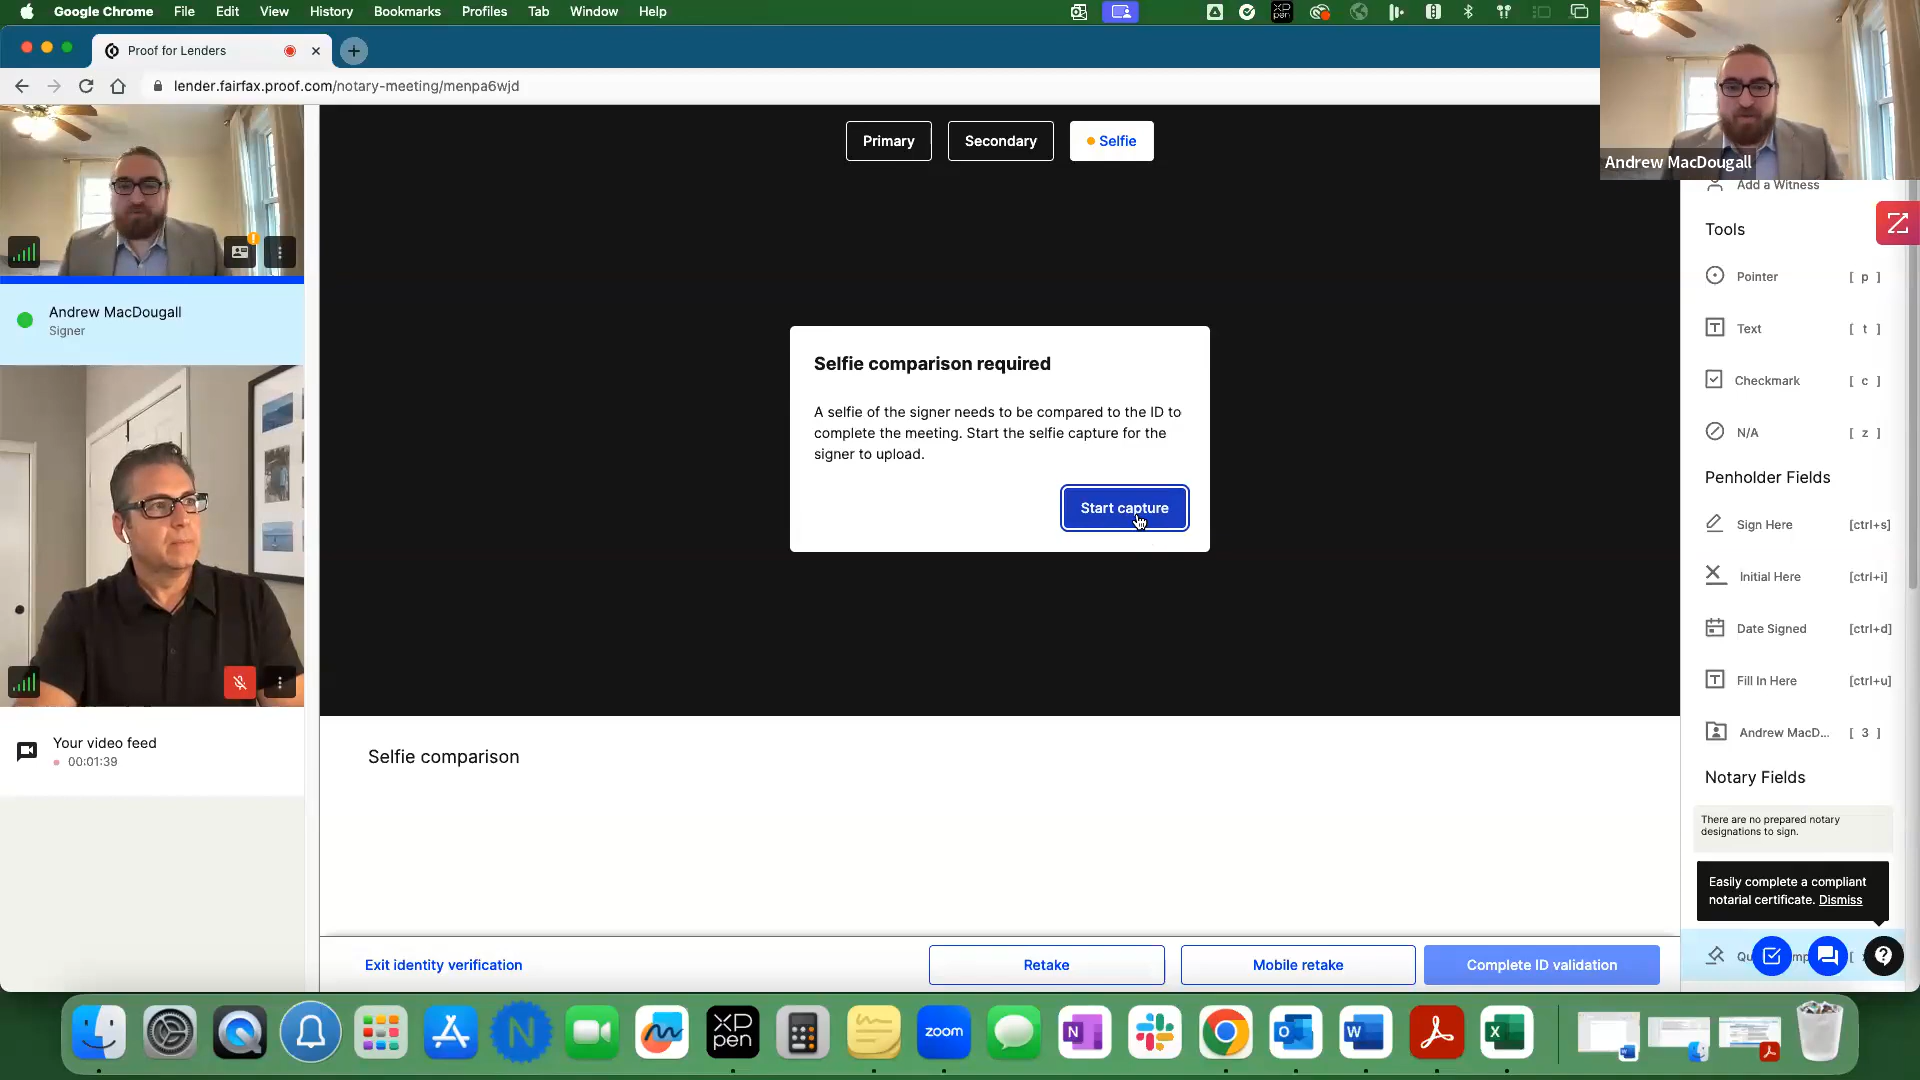 Google Chrome File Edit View History Bookmarks Profiles Tab Window Help
Proof for Lenders
lender.fairfax.proof.com/notary-meeting/menpa6wjd
Andrew MacDougall
Andrew MacDougall
Signer
Your video feed
00:01:39
Primary
Secondary
Selfie
Selfie comparison required
A selfie of the signer needs to be compared to the ID to
complete the meeting. Start the selfie capture for the
signer to upload.
Start capture
Selfie comparison
Exit identity verification
Retake
Mobile retake
Complete ID validation
Add a Witness
Tools
Pointer [ p ]
Text [ t ]
Checkmark [ c ]
N/A [ z ]
Penholder Fields
Sign Here [ctrl+s]
Initial Here [ctrl+i]
Date Signed [ctrl+d]
Fill In Here [ctrl+u]
Andrew MacD... [ 3 ]
Notary Fields
There are no prepared notary
designations to sign.
Easily complete a compliant
notarial certificate. Dismiss
XP
pen
zoom